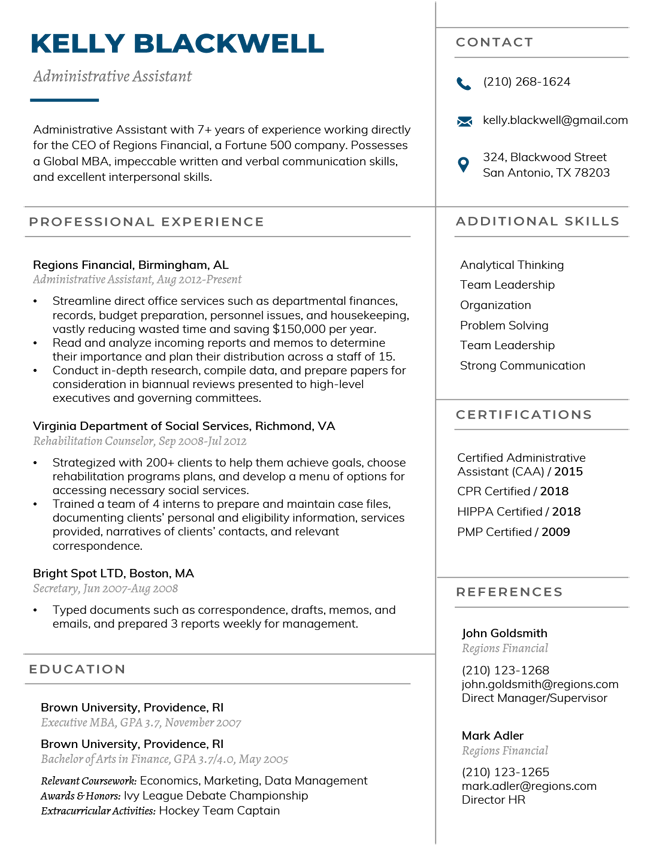 KELLY BLACKWELL
Administrative Assistant
Administrative Assistant with 7+ years of experience working directly
for the CEO of Regions Financial, a Fortune 500 company. Possesses
a Global MBA, impeccable written and verbal communication skills,
and excellent interpersonal skills.
PROFESSIONAL EXPERIENCE
Regions Financial, Birmingham, AL
Administrative Assistant, Aug 2012-Present
• Streamline direct office services such as departmental finances,
records, budget preparation, personnel issues, and housekeeping,
vastly reducing wasted time and saving $150,000 per year.
• Read and analyze incoming reports and memos to determine
their importance and plan their distribution across a staff of 15.
• Conduct in-depth research, compile data, and prepare papers for
consideration in biannual reviews presented to high-level
executives and governing committees.
Virginia Department of Social Services, Richmond, VA
Rehabilitation Counselor, Sep 2008-Jul 2012
• Strategized with 200+ clients to help them achieve goals, choose
rehabilitation programs plans, and develop a menu of options for
accessing necessary social services.
• Trained a team of 4 interns to prepare and maintain case files,
documenting clients’ personal and eligibility information, services
provided, narratives of clients’ contacts, and relevant
correspondence.
Bright Spot LTD, Boston, MA
Secretary, Jun 2007-Aug 2008
• Typed documents such as correspondence, drafts, memos, and
emails, and prepared 3 reports weekly for management.
EDUCATION
Brown University, Providence, RI
Executive MBA, GPA 3.7, November 2007
Brown University, Providence, RI
Bachelor of Arts in Finance, GPA 3.7/4.0, May 2005
Relevant Coursework: Economics, Marketing, Data Management
Awards & Honors: Ivy League Debate Championship
Extracurricular Activities: Hockey Team Captain
CONTACT
(210) 268-1624
kelly.blackwell@gmail.com
324, Blackwood Street
San Antonio, TX 78203
ADDITIONAL SKILLS
Analytical Thinking
Team Leadership
Organization
Problem Solving
Team Leadership
Strong Communication
CERTIFICATIONS
Certified Administrative
Assistant (CAA) / 2015
CPR Certified / 2018
HIPPA Certified / 2018
PMP Certified / 2009
REFERENCES
John Goldsmith
Regions Financial
(210) 123-1268
john.goldsmith@regions.com
Direct Manager/Supervisor
Mark Adler
Regions Financial
(210) 123-1265
mark.adler@regions.com
Director HR